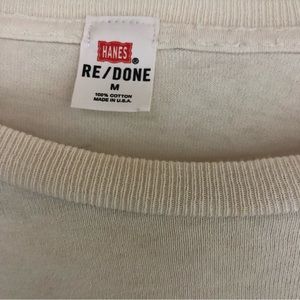 HANES
®
RE/DONE
M
100% COTTON
MADE IN U.S.A.